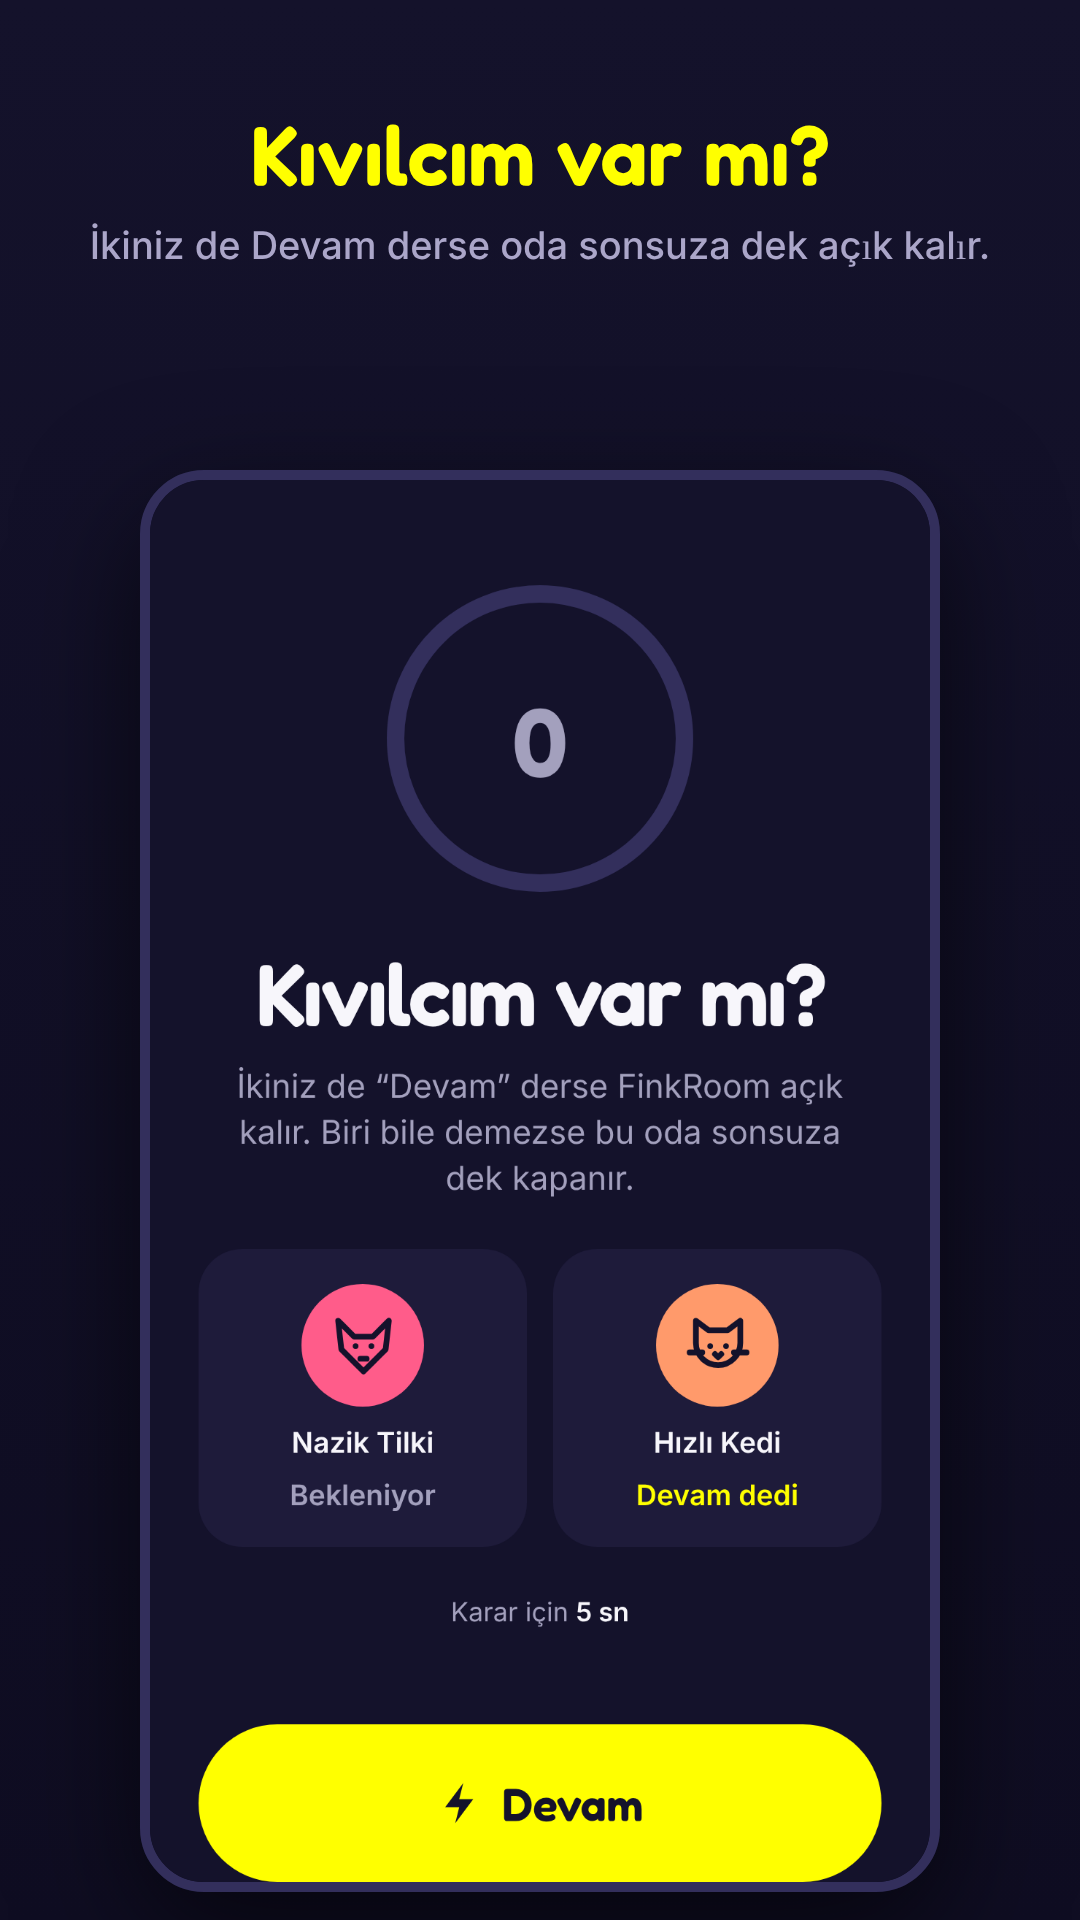 Kıvılcım var mı?
İkiniz de Devam derse oda sonsuza dek açık kalır.
0
Kıvılcım var mı?
İkiniz de “Devam” derse FinkRoom açık
kalır. Biri bile demezse bu oda sonsuza
dek kapanır.
Nazik Tilki
Bekleniyor
Hızlı Kedi
Devam dedi
Karar için 5 sn
Devam